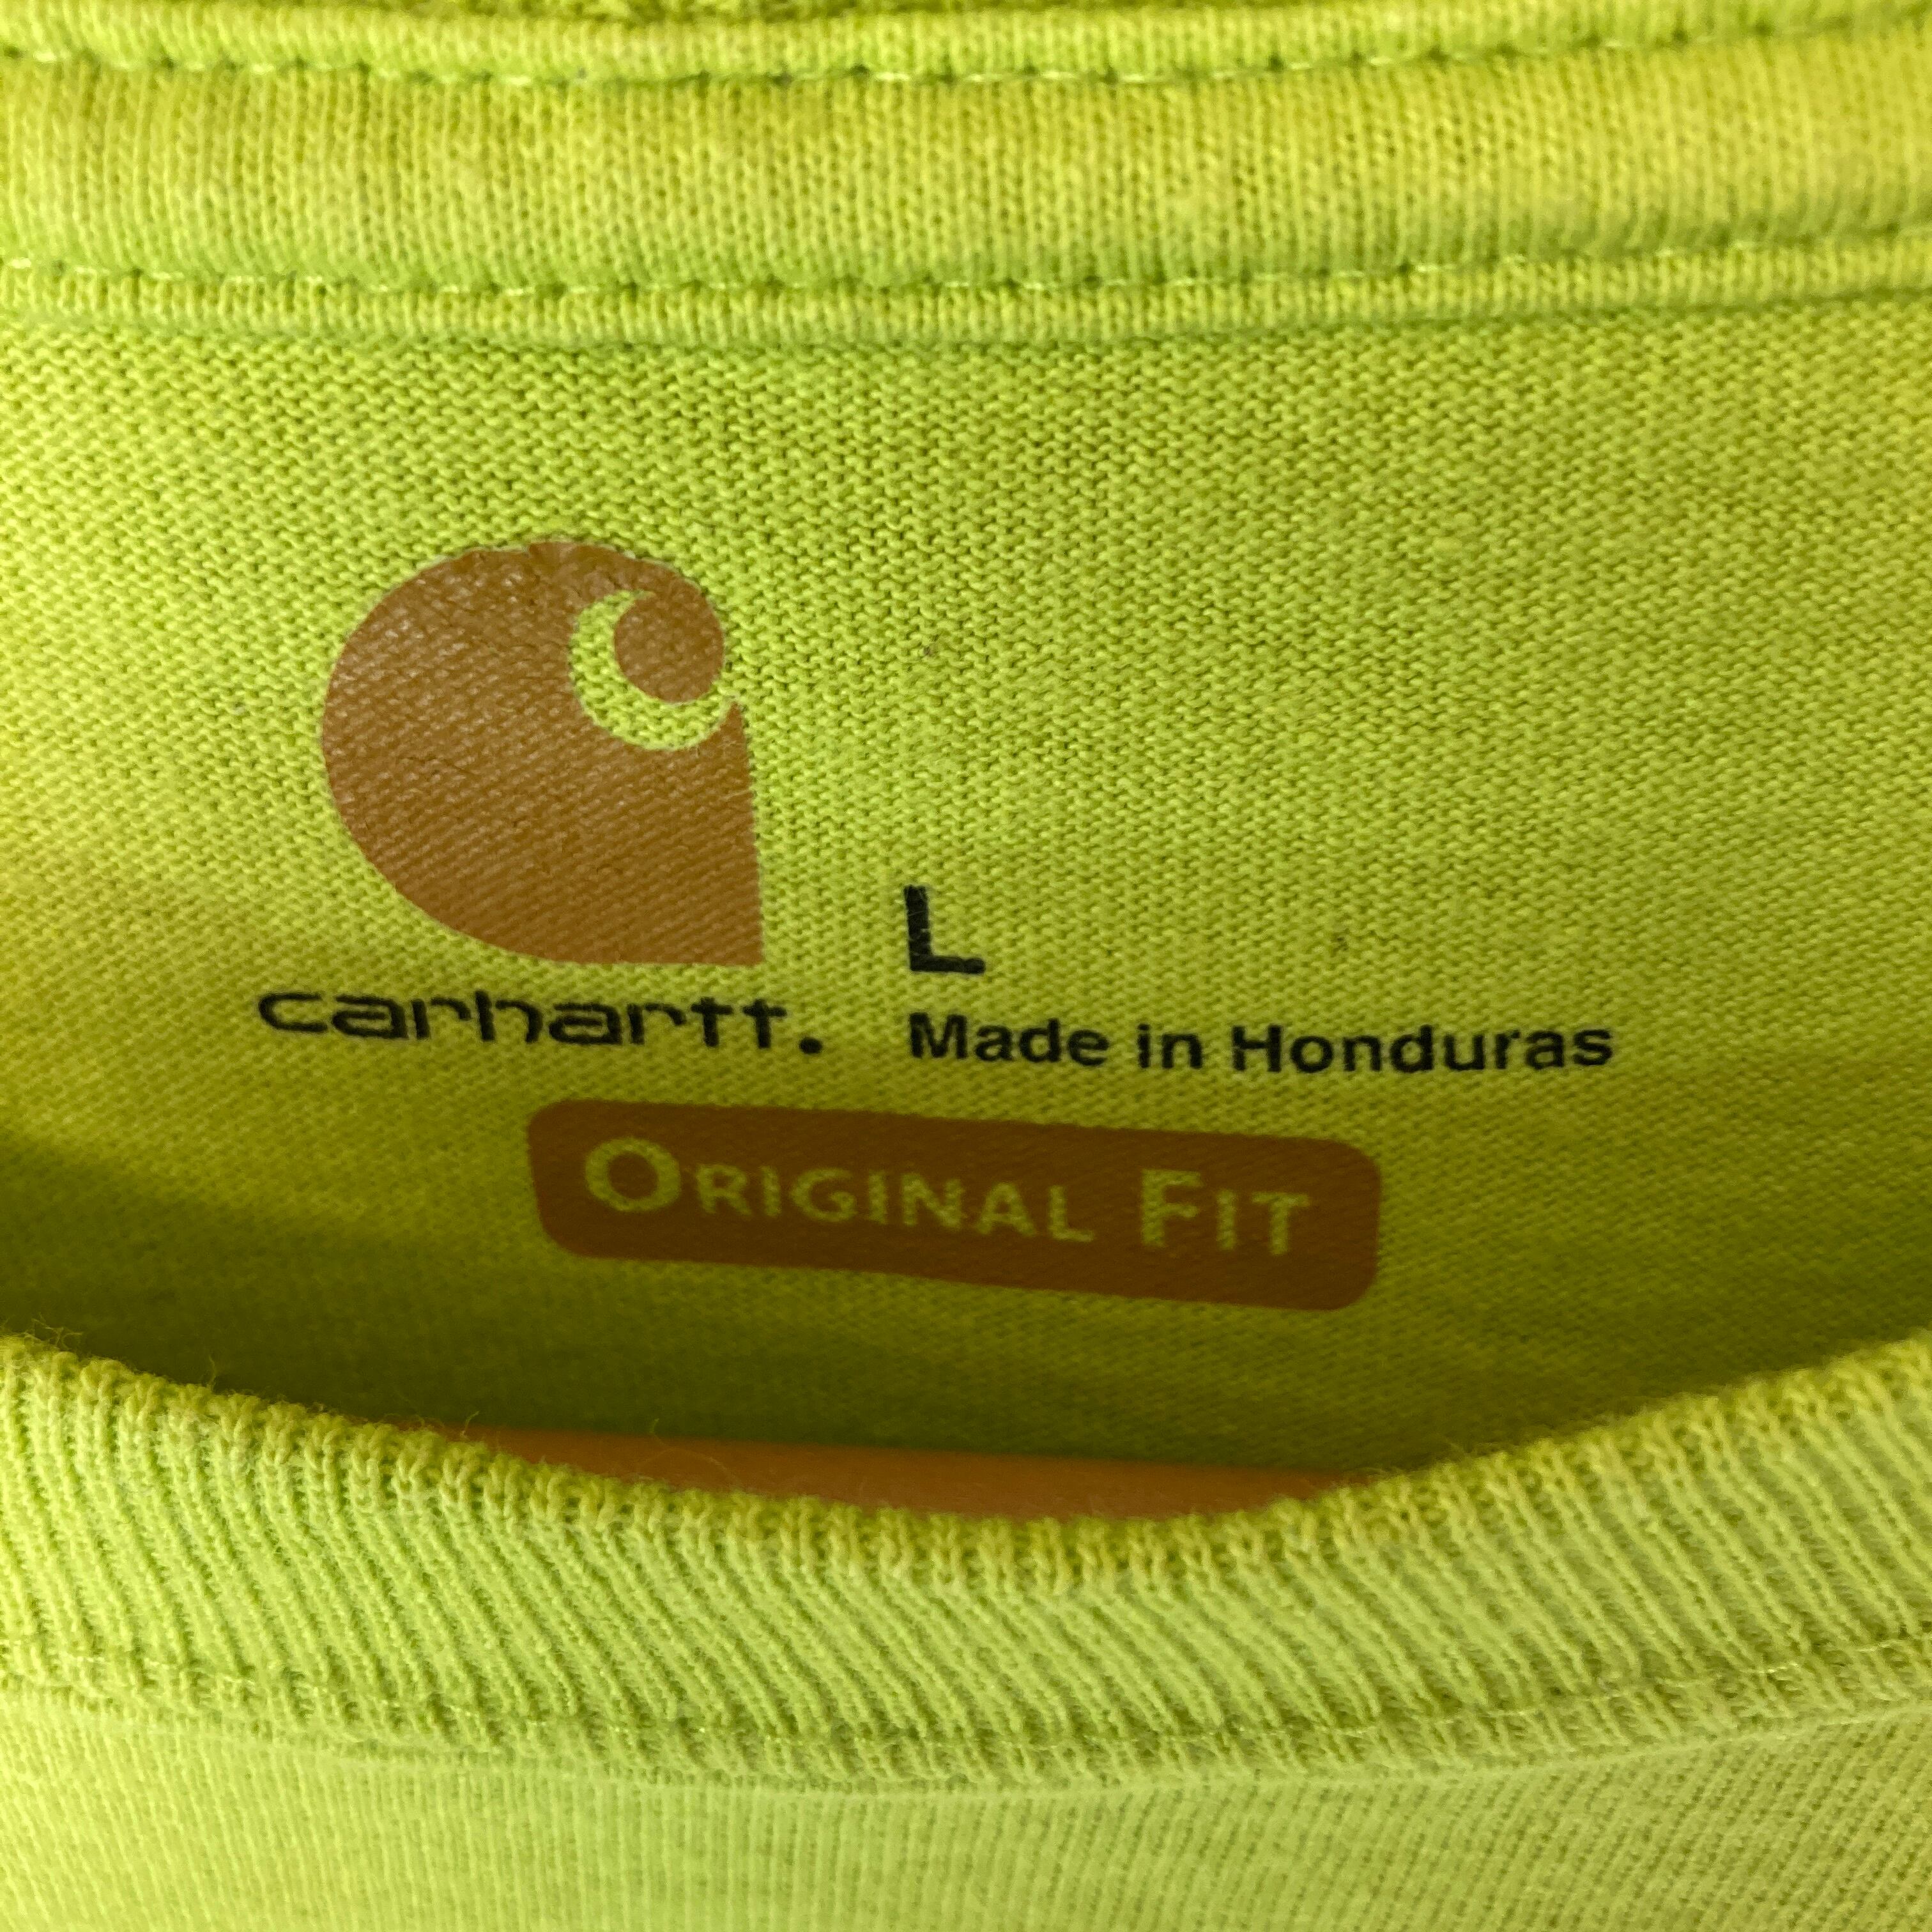 L
carhartt.
Made in Honduras
ORIGINAL FIT